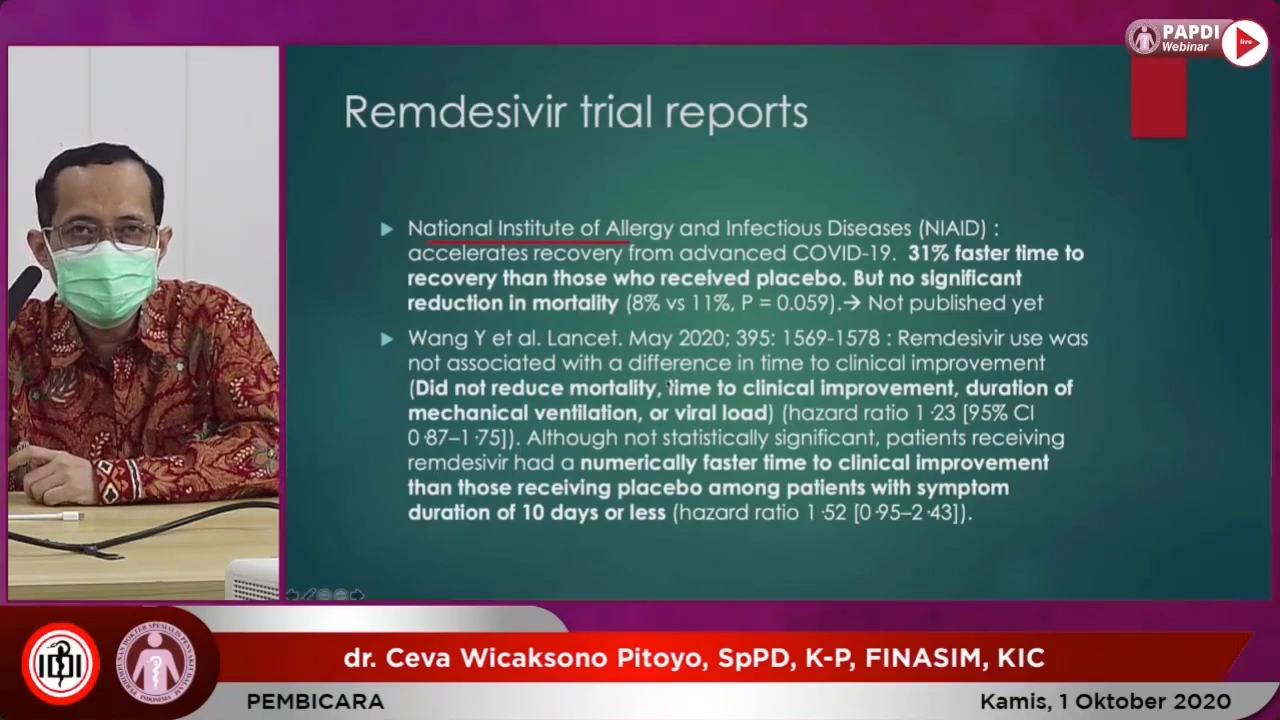 PAPDI
Webinar
live
Remdesivir trial reports
National Institute of Allergy and Infectious Diseases (NIAID) :
accelerates recovery from advanced COVID-19. 31% faster time to
recovery than those who received placebo. But no significant
reduction in mortality (8% vs 11%, P = 0.059).→ Not published yet
Wang Y et al. Lancet. May 2020; 395: 1569-1578 : Remdesivir use was
not associated with a difference in time to clinical improvement
(Did not reduce mortality, time to clinical improvement, duration of
mechanical ventilation, or viral load) (hazard ratio 1·23 [95% CI
0·87–1·75]). Although not statistically significant, patients receiving
remdesivir had a numerically faster time to clinical improvement
than those receiving placebo among patients with symptom
duration of 10 days or less (hazard ratio 1·52 [0·95–2·43]).
IDI
PERHIMPUNAN DOKTER SPESIALIS PENYAKIT DALAM
INDONESIA
dr. Ceva Wicaksono Pitoyo, SpPD, K-P, FINASIM, KIC
PEMBICARA
Kamis, 1 Oktober 2020